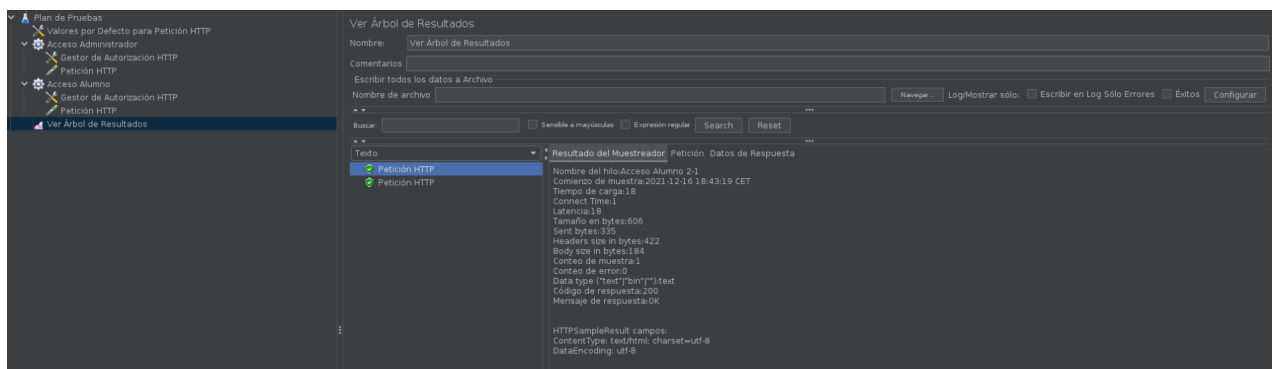 Plan de Pruebas
Valores por Defecto para Petición HTTP
Acceso Administrador
Gestor de Autorización HTTP
Petición HTTP
Acceso Alumno
Gestor de Autorización HTTP
Petición HTTP
Ver Árbol de Resultados
Ver Árbol de Resultados
Nombre: Ver Árbol de Resultados
Comentarios
Escribir todos los datos a Archivo
Nombre de archivo Navegar... Log/Mostrar sólo: Escribir en Log Sólo Errores Éxitos Configurar
Buscar: Sensible a mayúsculas Expresión regular Search Reset
Texto
Petición HTTP
Petición HTTP
Resultado del Muestreador Petición Datos de Respuesta
Nombre del hilo:Acceso Alumno 2-1
Comienzo de muestra:2021-12-16 18:43:19 CET
Tiempo de carga:18
Connect Time:1
Latencia:18
Tamaño en bytes:606
Sent bytes:335
Headers size in bytes:422
Body size in bytes:184
Conteo de muestra:1
Conteo de error:0
Data type ("text"|"bin"|""):text
Código de respuesta:200
Mensaje de respuesta:OK
HTTPSampleResult campos:
ContentType: text/html; charset=utf-8
DataEncoding: utf-8